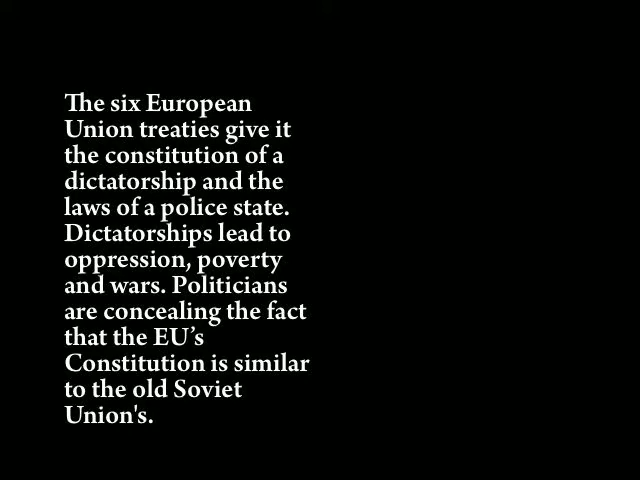 The six European
Union treaties give it
the constitution of a
dictatorship and the
laws of a police state.
Dictatorships lead to
oppression, poverty
and wars. Politicians
are concealing the fact
that the EU’s
Constitution is similar
to the old Soviet
Union's.